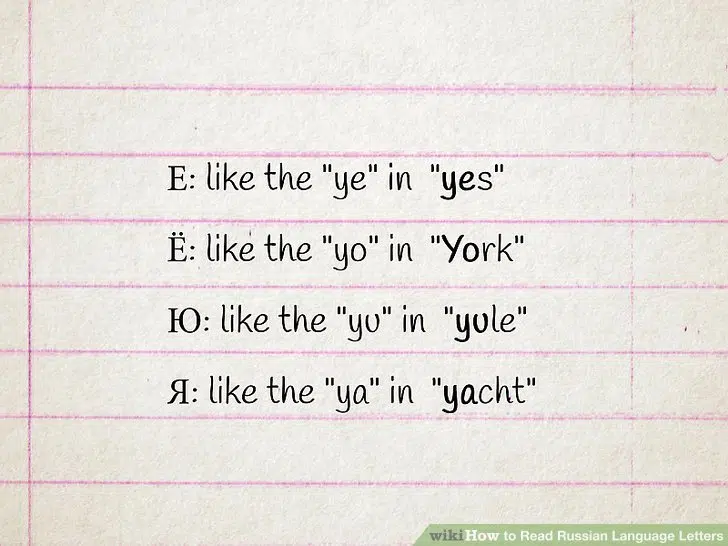 Е: like the "ye" in "yes"
Ё: like the "yo" in "York"
Ю: like the "yu" in "yule"
Я: like the "ya" in "yacht"
wikiHow to Read Russian Language Letters